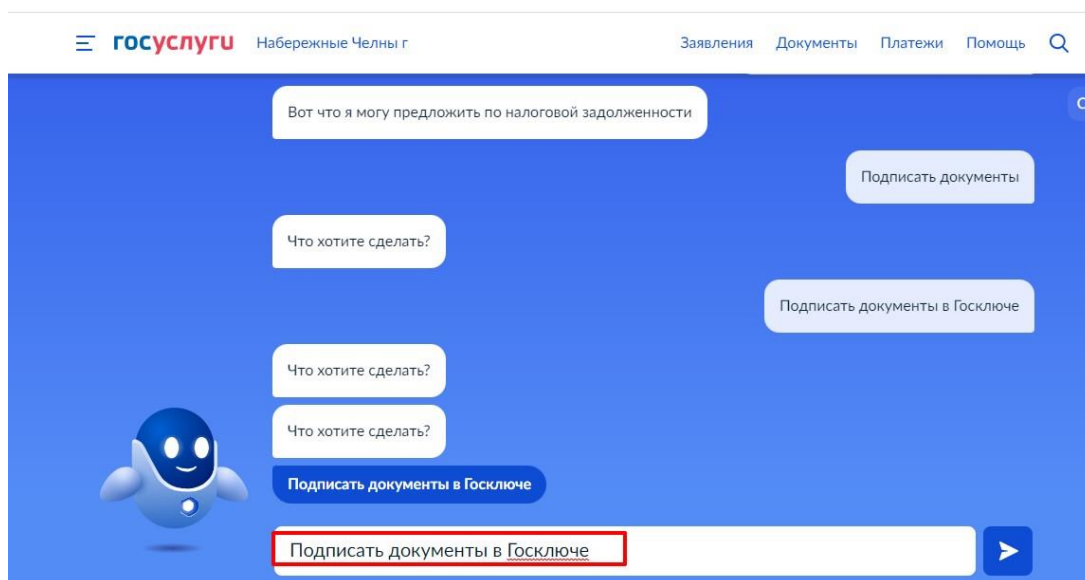 госуслуги Набережные Челны г Заявления Документы Платежи Помощь
Вот что я могу предложить по налоговой задолженности
Подписать документы
Что хотите сделать?
Подписать документы в Госключе
Что хотите сделать?
Что хотите сделать?
Подписать документы в Госключе
Подписать документы в Госключе